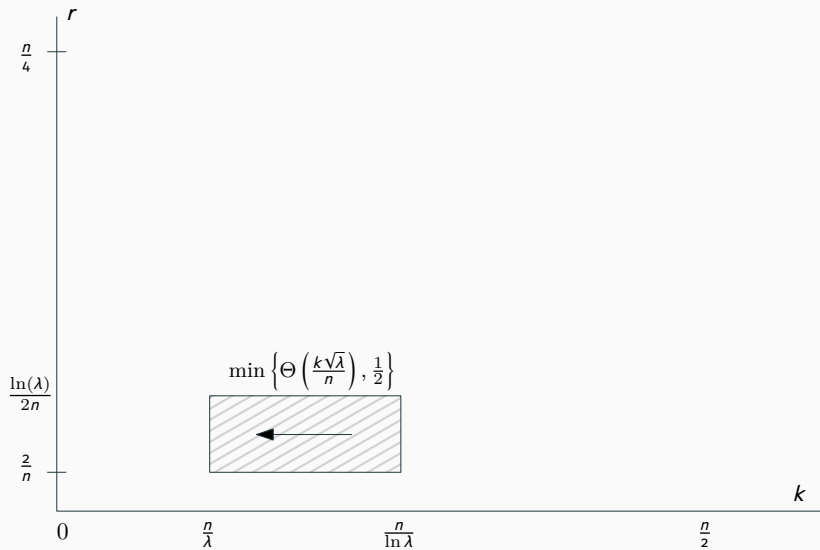 r
n/4
min{Θ(k√λ/n), 1/2}
ln(λ)/2n
2/n
k
0 n/λ n/ln λ n/2